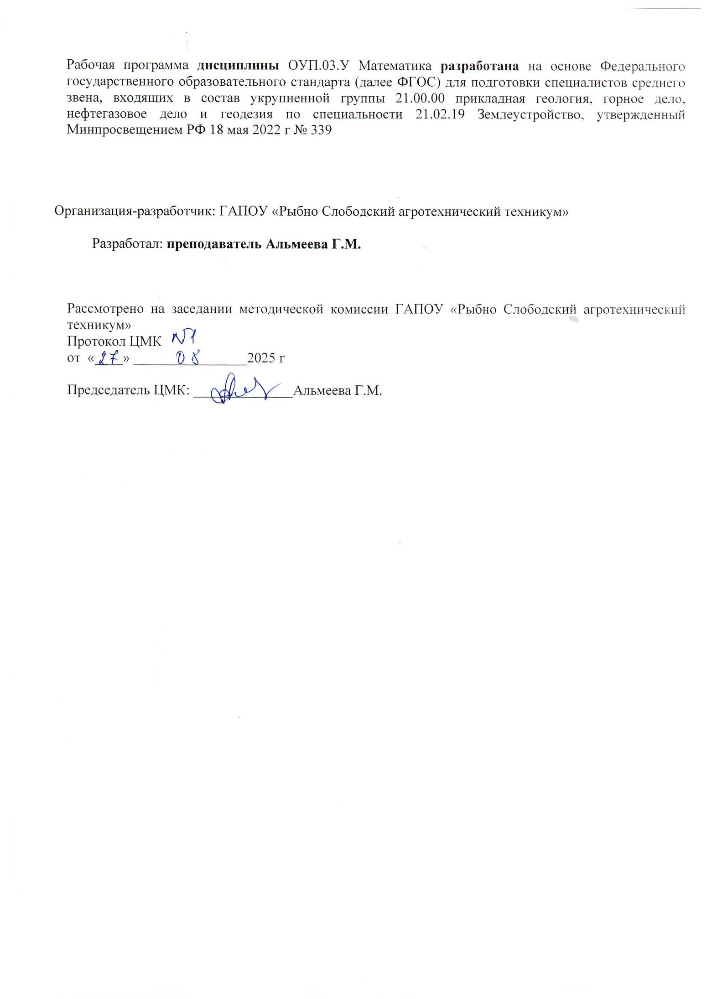 Рабочая программа дисциплины ОУП.03.У Математика разработана на основе Федерального
государственного образовательного стандарта (далее ФГОС) для подготовки специалистов среднего
звена, входящих в состав укрупненной группы 21.00.00 прикладная геология, горное дело,
нефтегазовое дело и геодезия по специальности 21.02.19 Землеустройство, утвержденный
Минпросвещением РФ 18 мая 2022 г № 339
Организация-разработчик: ГАПОУ «Рыбно Слободский агротехнический техникум»
Разработал: преподаватель Альмеева Г.М.
Рассмотрено на заседании методической комиссии ГАПОУ «Рыбно Слободский агротехнический
техникум»
Протокол ЦМК №1
от «27» 08 2025 г
Председатель ЦМК: Альмеева Г.М.